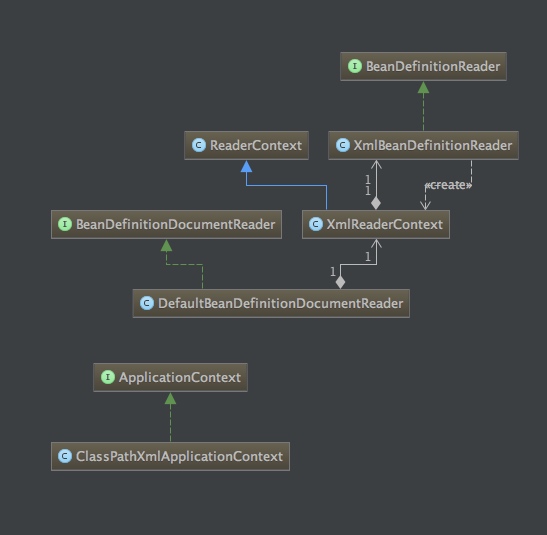 I BeanDefinitionReader
C ReaderContext
C XmlBeanDefinitionReader
1
1
«create»
I BeanDefinitionDocumentReader
C XmlReaderContext
1
1
C DefaultBeanDefinitionDocumentReader
I ApplicationContext
C ClassPathXmlApplicationContext